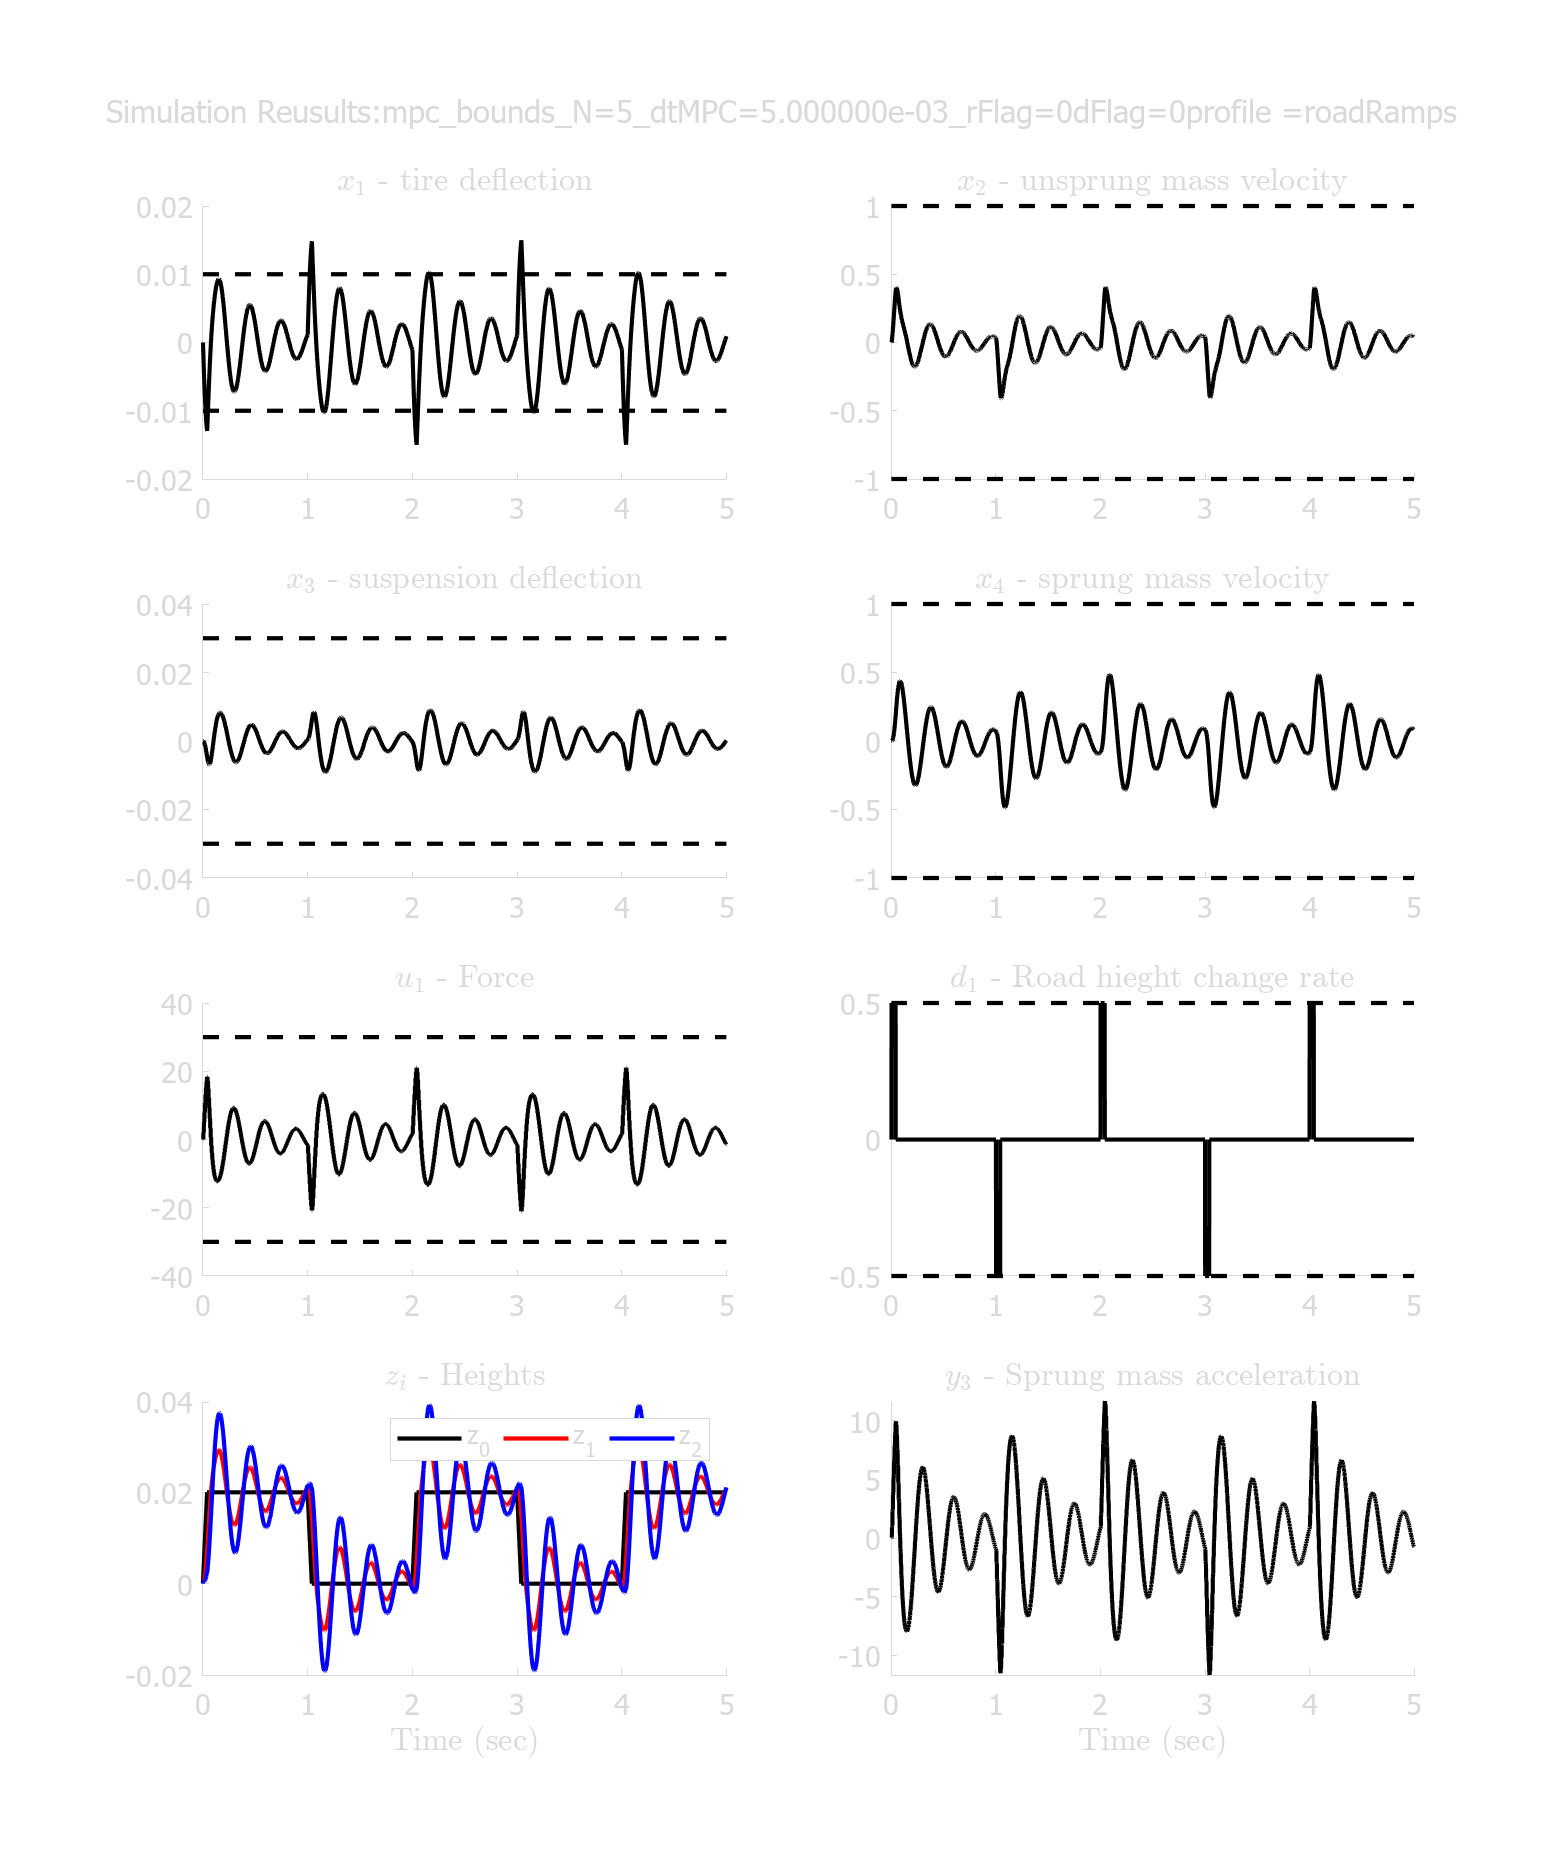 Simulation Reusults:mpc_bounds_N=5_dtMPC=5.000000e-03_rFlag=0dFlag=0profile =roadRamps
x₁ - tire deflection
0.02
0.01
0
-0.01
-0.02
0 1 2 3 4 5
x₂ - unsprung mass velocity
1
0.5
0
-0.5
-1
0 1 2 3 4 5
x₃ - suspension deflection
0.04
0.02
0
-0.02
-0.04
0 1 2 3 4 5
x₄ - sprung mass velocity
1
0.5
0
-0.5
-1
0 1 2 3 4 5
u₁ - Force
40
20
0
-20
-40
0 1 2 3 4 5
d₁ - Road hieght change rate
0.5
0
-0.5
0 1 2 3 4 5
zᵢ - Heights
0.04
0.02
0
-0.02
z₀ z₁ z₂
0 1 2 3 4 5
Time (sec)
y₃ - Sprung mass acceleration
10
5
0
-5
-10
0 1 2 3 4 5
Time (sec)